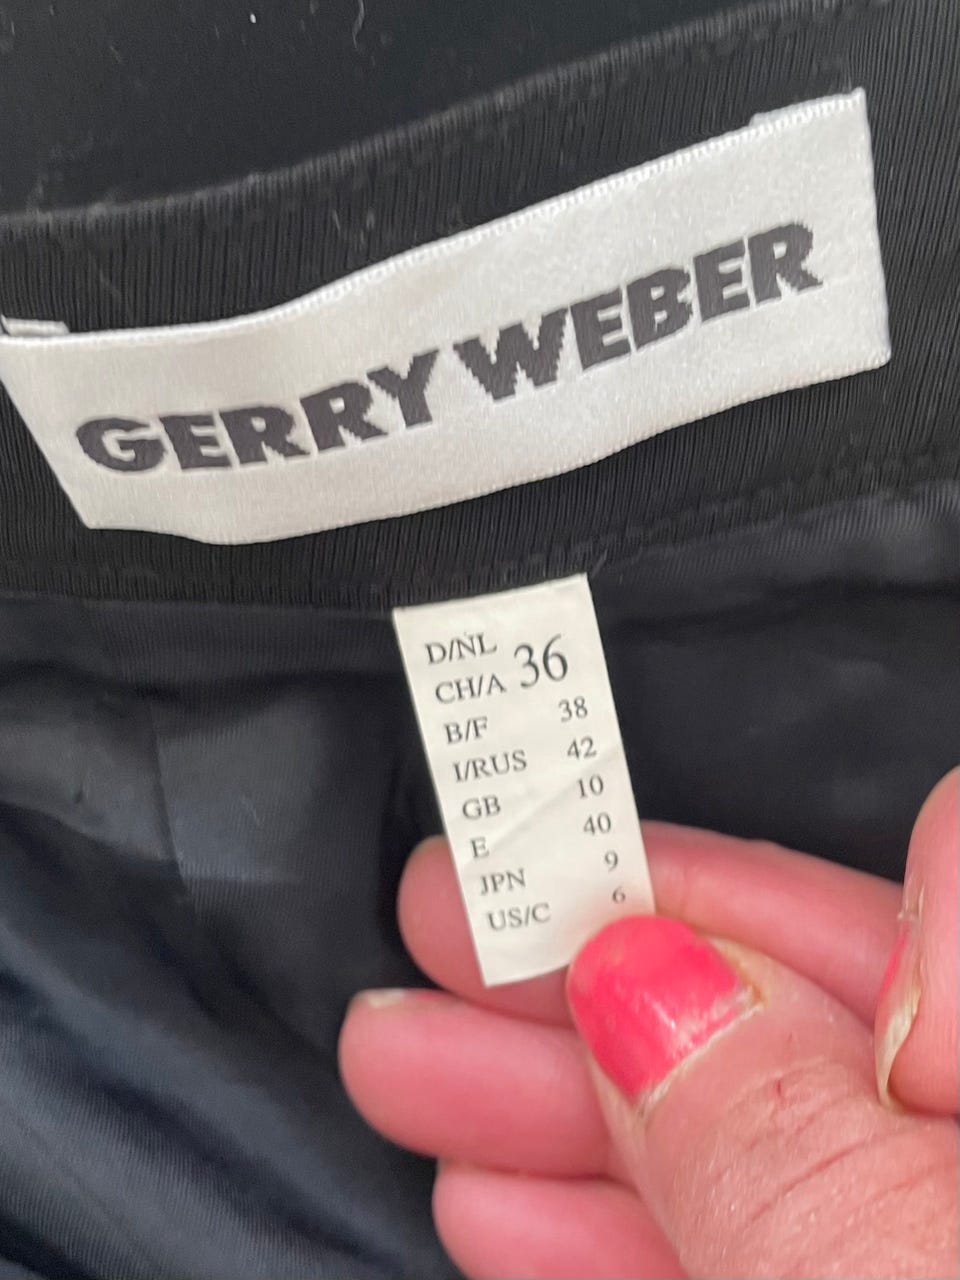 GERRY WEBER
D/NL
CH/A 36
B/F 38
I/RUS 42
GB 10
E 40
JPN 9
US/C 6